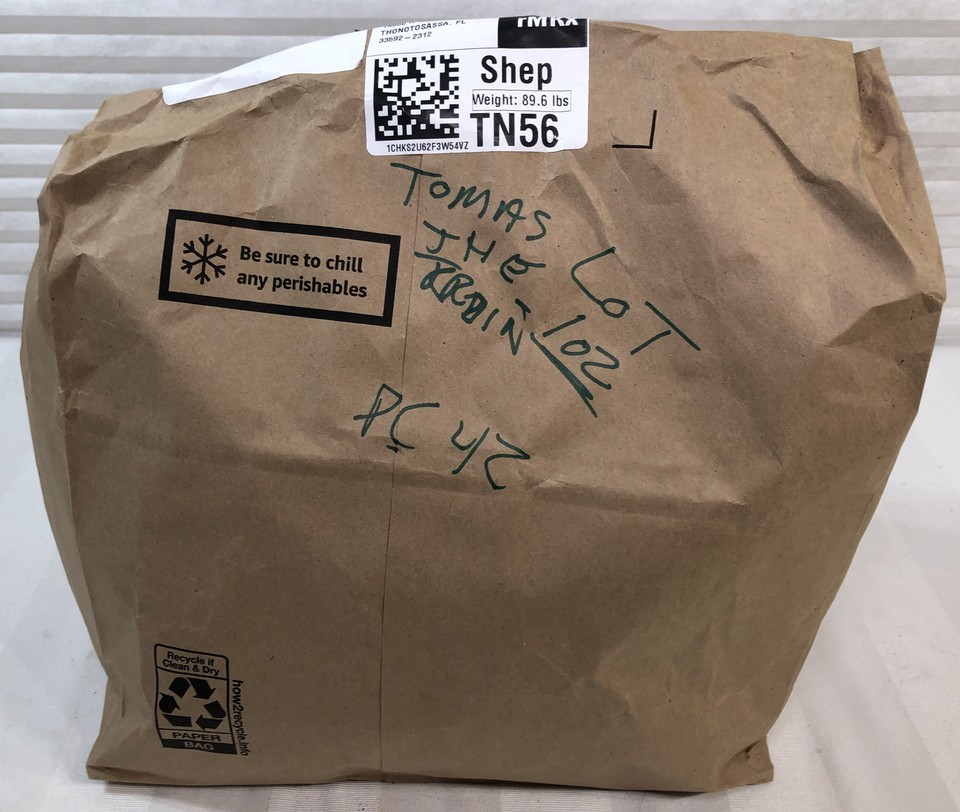 THONOTOSASSA, FL
33592-2312
Shep
Weight: 89.6 lbs
TN56
1CHKS2U62F3W54VZ
TOMAS
THE
LOT
102
PC 42
Be sure to chill
any perishables
Recycle if
Clean & Dry
PAPER
BAG
how2recycle.info